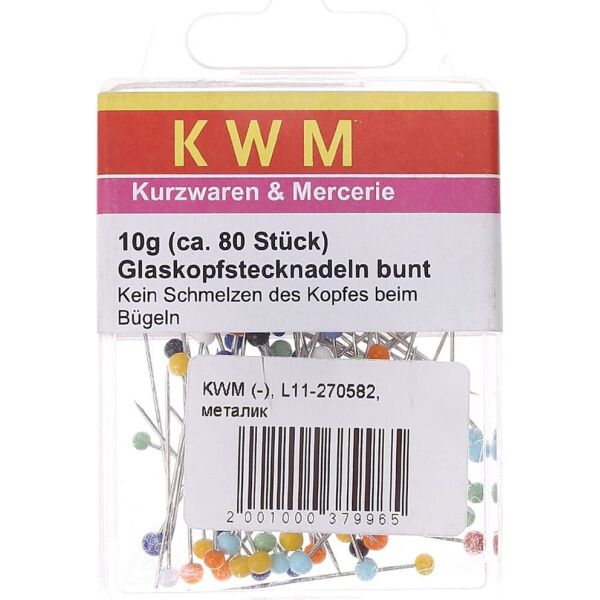 KWM
Kurzwaren & Mercerie
10g (ca. 80 Stück)
Glaskopfstecknadeln bunt
Kein Schmelzen des Kopfes beim
Bügeln
KWM (-), L11-270582,
металик
2 001000 379965